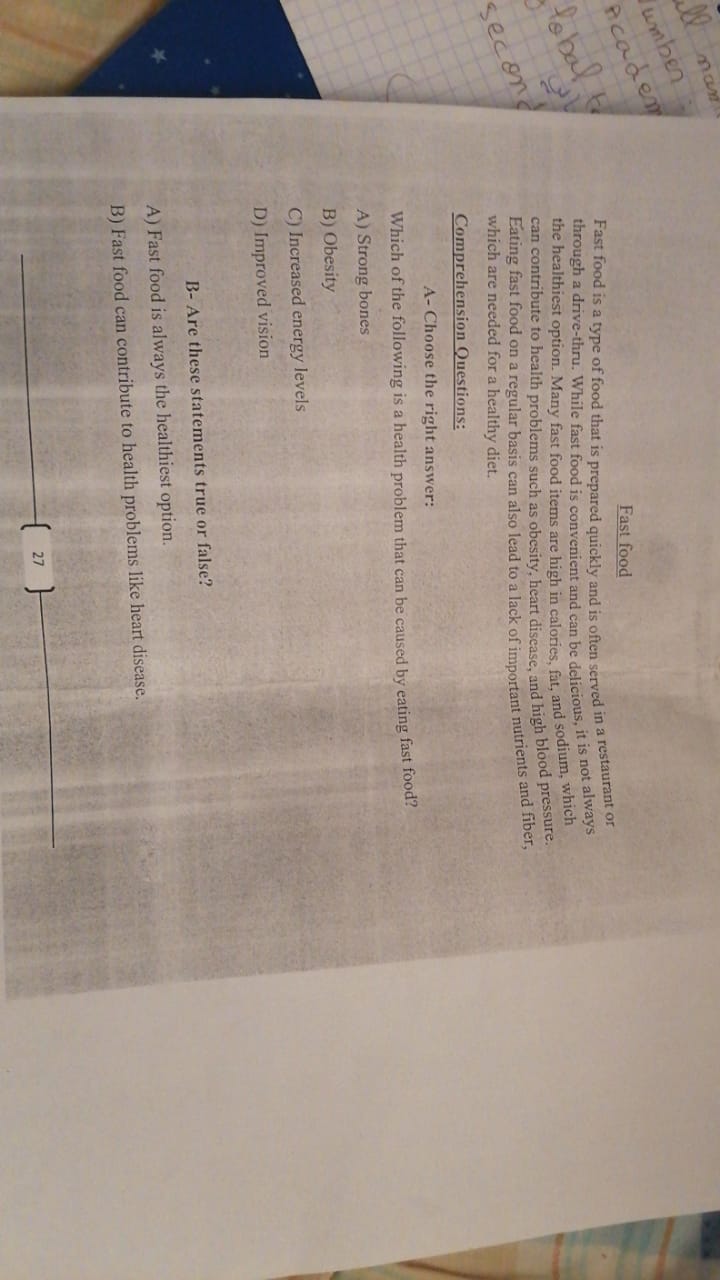 ull
umber
Academ
second
Fast food
Fast food is a type of food that is prepared quickly and is often served in a restaurant or
through a drive-thru. While fast food is convenient and can be delicious, it is not always
the healthiest option. Many fast food items are high in calories, fat, and sodium, which
can contribute to health problems such as obesity, heart disease, and high blood pressure.
Eating fast food on a regular basis can also lead to a lack of important nutrients and fiber,
which are needed for a healthy diet.
Comprehension Questions:
A- Choose the right answer:
Which of the following is a health problem that can be caused by eating fast food?
A) Strong bones
B) Obesity
C) Increased energy levels
D) Improved vision
B- Are these statements true or false?
A) Fast food is always the healthiest option.
B) Fast food can contribute to health problems like heart disease.
27